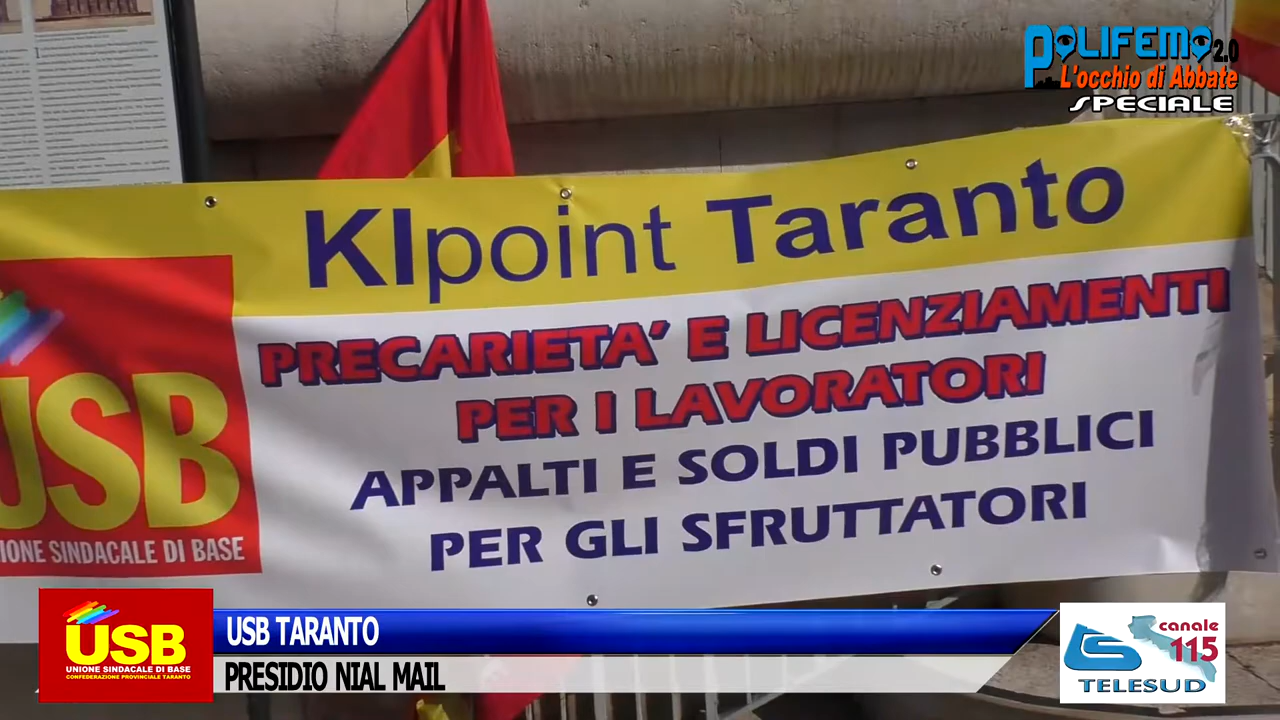 POLIFEMO 2.0
L'occhio di Abbate
SPECIALE
KIpoint Taranto
PRECARIETA' E LICENZIAMENTI
PER I LAVORATORI
APPALTI E SOLDI PUBBLICI
PER GLI SFRUTTATORI
USB
SINDACALE DI BASE
USB
UNIONE SINDACALE DI BASE
CONFEDERAZIONE PROVINCIALE TARANTO
USB TARANTO
PRESIDIO NIAL MAIL
canale
115
TELESUD